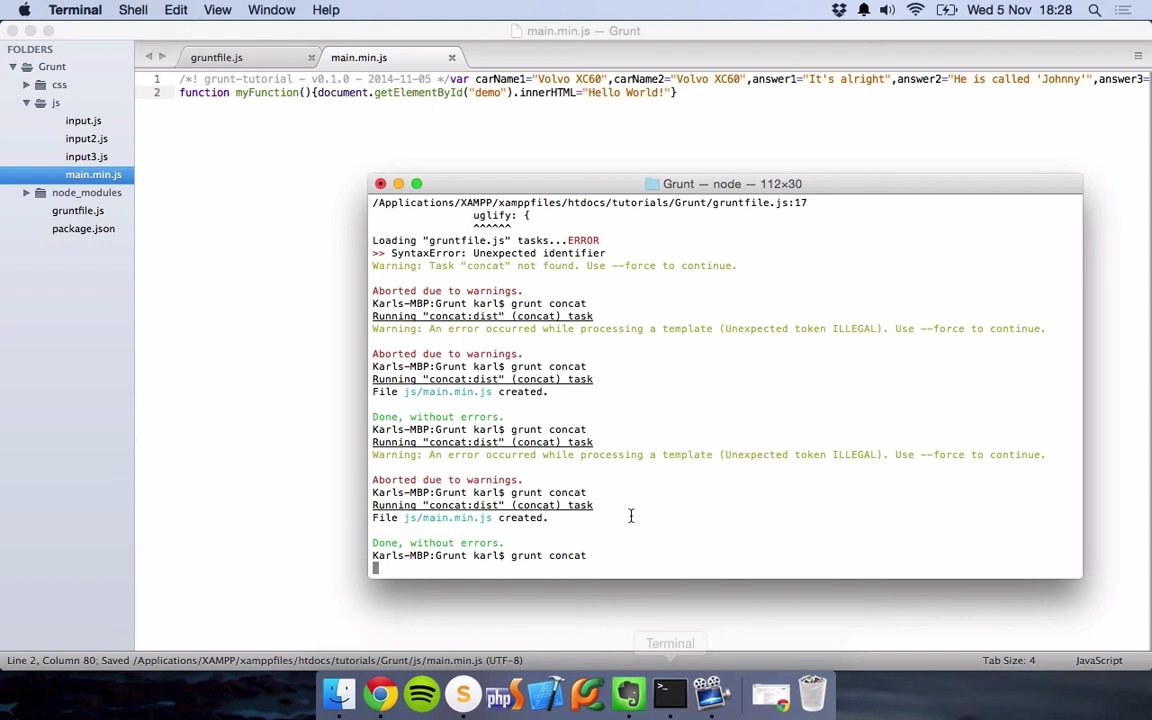 Terminal Shell Edit View Window Help Wed 5 Nov 18:28
main.min.js — Grunt
FOLDERS
Grunt
css
js
input.js
input2.js
input3.js
main.min.js
node_modules
gruntfile.js
package.json
gruntfile.js main.min.js
1 /*! grunt-tutorial - v0.1.0 - 2014-11-05 */var carName1="Volvo XC60",carName2="Volvo XC60",answer1="It's alright",answer2="He is called 'Johnny'",answer3=
2 function myFunction(){document.getElementById("demo").innerHTML="Hello World!"}
Grunt — node — 112×30
/Applications/XAMPP/xamppfiles/htdocs/tutorials/Grunt/gruntfile.js:17
uglify: {
^^^^^^
Loading "gruntfile.js" tasks...ERROR
>> SyntaxError: Unexpected identifier
Warning: Task "concat" not found. Use --force to continue.
Aborted due to warnings.
Karls-MBP:Grunt karl$ grunt concat
Running "concat:dist" (concat) task
Warning: An error occurred while processing a template (Unexpected token ILLEGAL). Use --force to continue.
Aborted due to warnings.
Karls-MBP:Grunt karl$ grunt concat
Running "concat:dist" (concat) task
File js/main.min.js created.
Done, without errors.
Karls-MBP:Grunt karl$ grunt concat
Running "concat:dist" (concat) task
Warning: An error occurred while processing a template (Unexpected token ILLEGAL). Use --force to continue.
Aborted due to warnings.
Karls-MBP:Grunt karl$ grunt concat
Running "concat:dist" (concat) task
File js/main.min.js created.
Done, without errors.
Karls-MBP:Grunt karl$ grunt concat
Terminal
Line 2, Column 80; Saved /Applications/XAMPP/xamppfiles/htdocs/tutorials/Grunt/js/main.min.js (UTF-8) Tab Size: 4 JavaScript
S php
>_